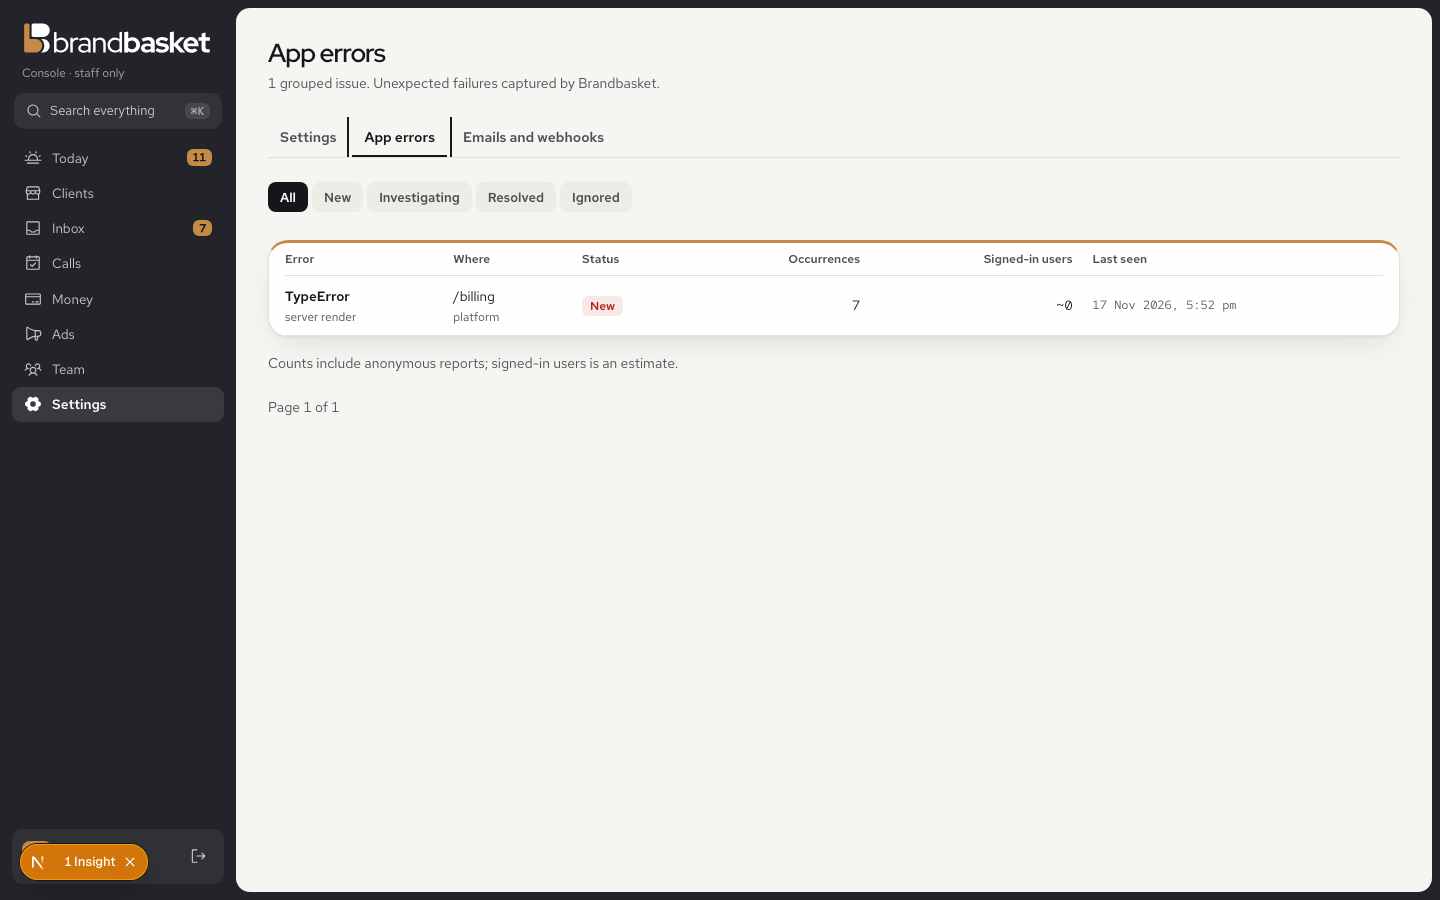 brandbasket
Console · staff only
Search everything ⌘K
Today 11
Clients
Inbox 7
Calls
Money
Ads
Team
Settings
1 Insight
App errors
1 grouped issue. Unexpected failures captured by Brandbasket.
Settings App errors Emails and webhooks
All New Investigating Resolved Ignored
Error Where Status Occurrences Signed-in users Last seen
TypeError /billing New 7 ~0 17 Nov 2026, 5:52 pm
server render platform
Counts include anonymous reports; signed-in users is an estimate.
Page 1 of 1